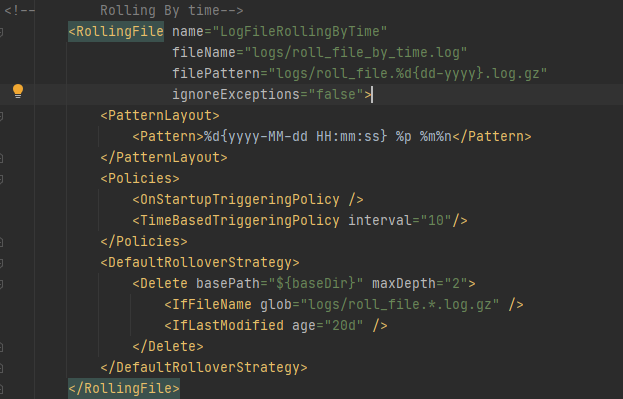 <!--        Rolling By time-->
<RollingFile name="LogFileRollingByTime"
fileName="logs/roll_file_by_time.log"
filePattern="logs/roll_file.%d{dd-yyyy}.log.gz"
ignoreExceptions="false">
<PatternLayout>
<Pattern>%d{yyyy-MM-dd HH:mm:ss} %p %m%n</Pattern>
</PatternLayout>
<Policies>
<OnStartupTriggeringPolicy />
<TimeBasedTriggeringPolicy interval="10"/>
</Policies>
<DefaultRolloverStrategy>
<Delete basePath="${baseDir}" maxDepth="2">
<IfFileName glob="logs/roll_file.*.log.gz" />
<IfLastModified age="20d" />
</Delete>
</DefaultRolloverStrategy>
</RollingFile>